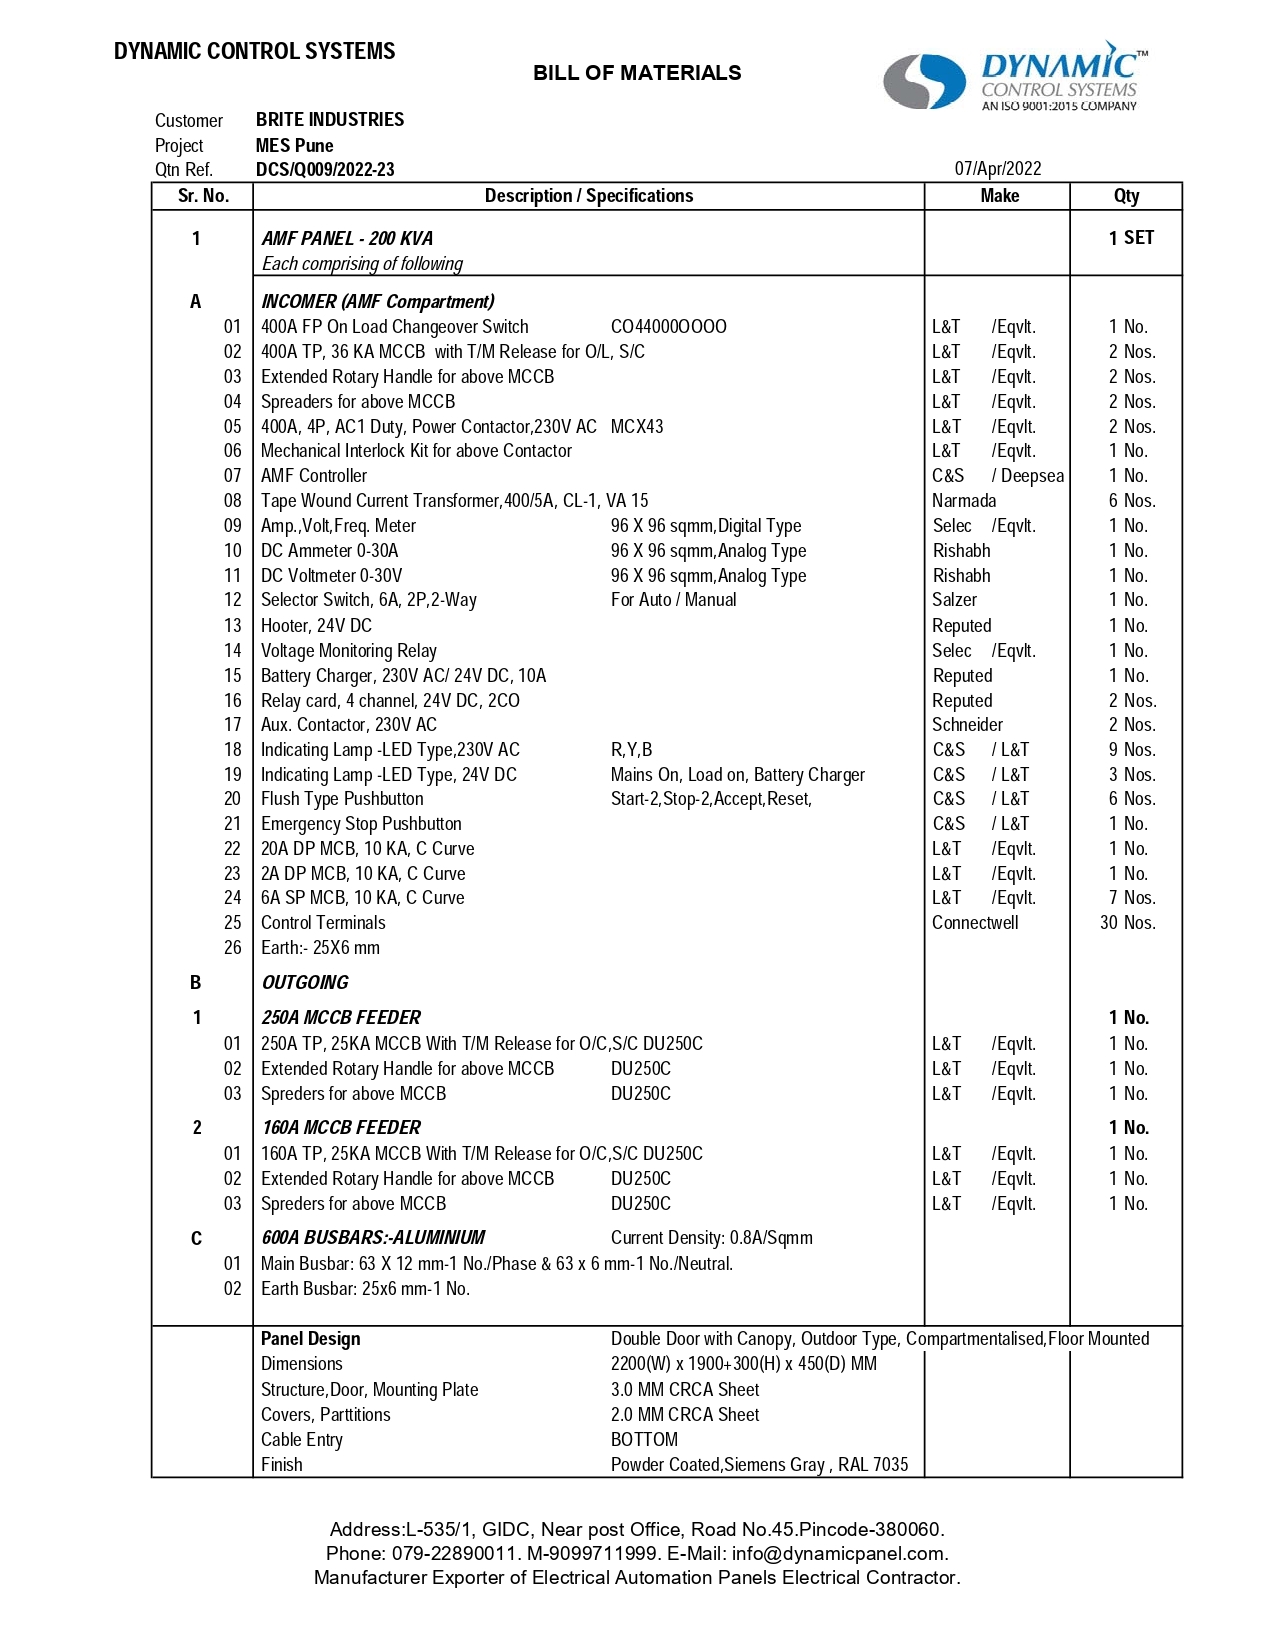 DYNAMIC CONTROL SYSTEMS
BILL OF MATERIALS
DYNAMIC™
CONTROL SYSTEMS
AN ISO 9001:2015 COMPANY
Customer BRITE INDUSTRIES
Project MES Pune
Qtn Ref. DCS/Q009/2022-23 07/Apr/2022
Sr. No. Description / Specifications Make Qty
1 AMF PANEL - 200 KVA 1 SET
Each comprising of following
A INCOMER (AMF Compartment)
01 400A FP On Load Changeover Switch CO44000OOOO L&T /Eqvlt. 1 No.
02 400A TP, 36 KA MCCB with T/M Release for O/L, S/C L&T /Eqvlt. 2 Nos.
03 Extended Rotary Handle for above MCCB L&T /Eqvlt. 2 Nos.
04 Spreaders for above MCCB L&T /Eqvlt. 2 Nos.
05 400A, 4P, AC1 Duty, Power Contactor,230V AC MCX43 L&T /Eqvlt. 2 Nos.
06 Mechanical Interlock Kit for above Contactor L&T /Eqvlt. 1 No.
07 AMF Controller C&S / Deepsea 1 No.
08 Tape Wound Current Transformer,400/5A, CL-1, VA 15 Narmada 6 Nos.
09 Amp.,Volt,Freq. Meter 96 X 96 sqmm,Digital Type Selec /Eqvlt. 1 No.
10 DC Ammeter 0-30A 96 X 96 sqmm,Analog Type Rishabh 1 No.
11 DC Voltmeter 0-30V 96 X 96 sqmm,Analog Type Rishabh 1 No.
12 Selector Switch, 6A, 2P,2-Way For Auto / Manual Salzer 1 No.
13 Hooter, 24V DC Reputed 1 No.
14 Voltage Monitoring Relay Selec /Eqvlt. 1 No.
15 Battery Charger, 230V AC/ 24V DC, 10A Reputed 1 No.
16 Relay card, 4 channel, 24V DC, 2CO Reputed 2 Nos.
17 Aux. Contactor, 230V AC Schneider 2 Nos.
18 Indicating Lamp -LED Type,230V AC R,Y,B C&S / L&T 9 Nos.
19 Indicating Lamp -LED Type, 24V DC Mains On, Load on, Battery Charger C&S / L&T 3 Nos.
20 Flush Type Pushbutton Start-2,Stop-2,Accept,Reset, C&S / L&T 6 Nos.
21 Emergency Stop Pushbutton C&S / L&T 1 No.
22 20A DP MCB, 10 KA, C Curve L&T /Eqvlt. 1 No.
23 2A DP MCB, 10 KA, C Curve L&T /Eqvlt. 1 No.
24 6A SP MCB, 10 KA, C Curve L&T /Eqvlt. 7 Nos.
25 Control Terminals Connectwell 30 Nos.
26 Earth:- 25X6 mm
B OUTGOING
1 250A MCCB FEEDER 1 No.
01 250A TP, 25KA MCCB With T/M Release for O/C,S/C DU250C L&T /Eqvlt. 1 No.
02 Extended Rotary Handle for above MCCB DU250C L&T /Eqvlt. 1 No.
03 Spreders for above MCCB DU250C L&T /Eqvlt. 1 No.
2 160A MCCB FEEDER 1 No.
01 160A TP, 25KA MCCB With T/M Release for O/C,S/C DU250C L&T /Eqvlt. 1 No.
02 Extended Rotary Handle for above MCCB DU250C L&T /Eqvlt. 1 No.
03 Spreders for above MCCB DU250C L&T /Eqvlt. 1 No.
C 600A BUSBARS:-ALUMINIUM Current Density: 0.8A/Sqmm
01 Main Busbar: 63 X 12 mm-1 No./Phase & 63 x 6 mm-1 No./Neutral.
02 Earth Busbar: 25x6 mm-1 No.
Panel Design Double Door with Canopy, Outdoor Type, Compartmentalised,Floor Mounted
Dimensions 2200(W) x 1900+300(H) x 450(D) MM
Structure,Door, Mounting Plate 3.0 MM CRCA Sheet
Covers, Parttitions 2.0 MM CRCA Sheet
Cable Entry BOTTOM
Finish Powder Coated,Siemens Gray , RAL 7035
Address:L-535/1, GIDC, Near post Office, Road No.45.Pincode-380060.
Phone: 079-22890011. M-9099711999. E-Mail: info@dynamicpanel.com.
Manufacturer Exporter of Electrical Automation Panels Electrical Contractor.